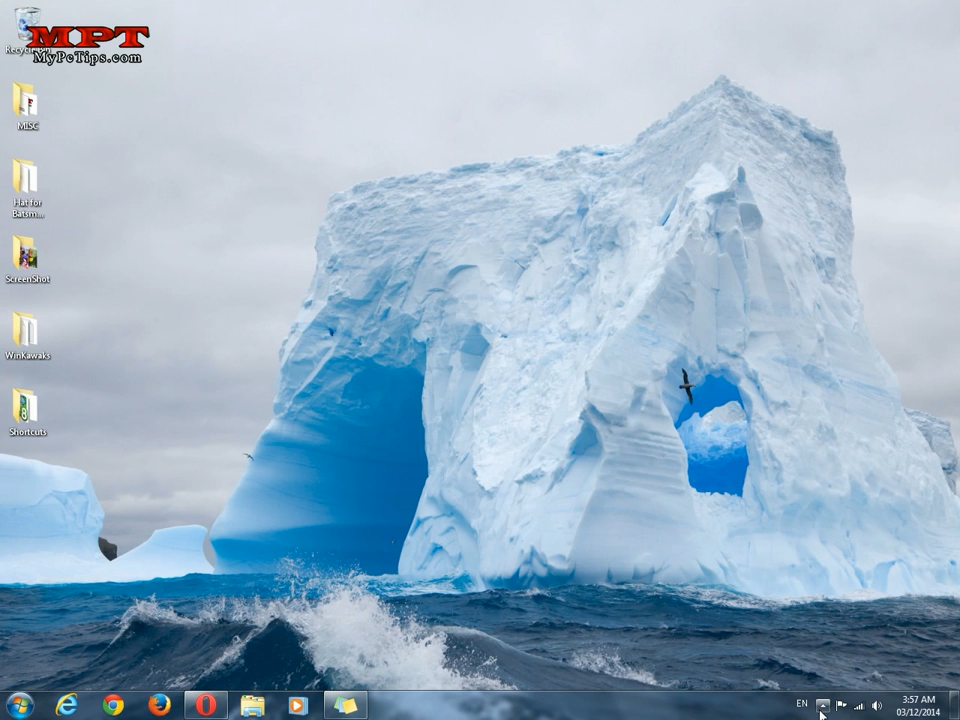 MPT
MyPcTips.com
MISC
Hat for
Batsm...
ScreenShot
WinKawaks
Shortcuts
EN
3:57 AM
03/12/2014